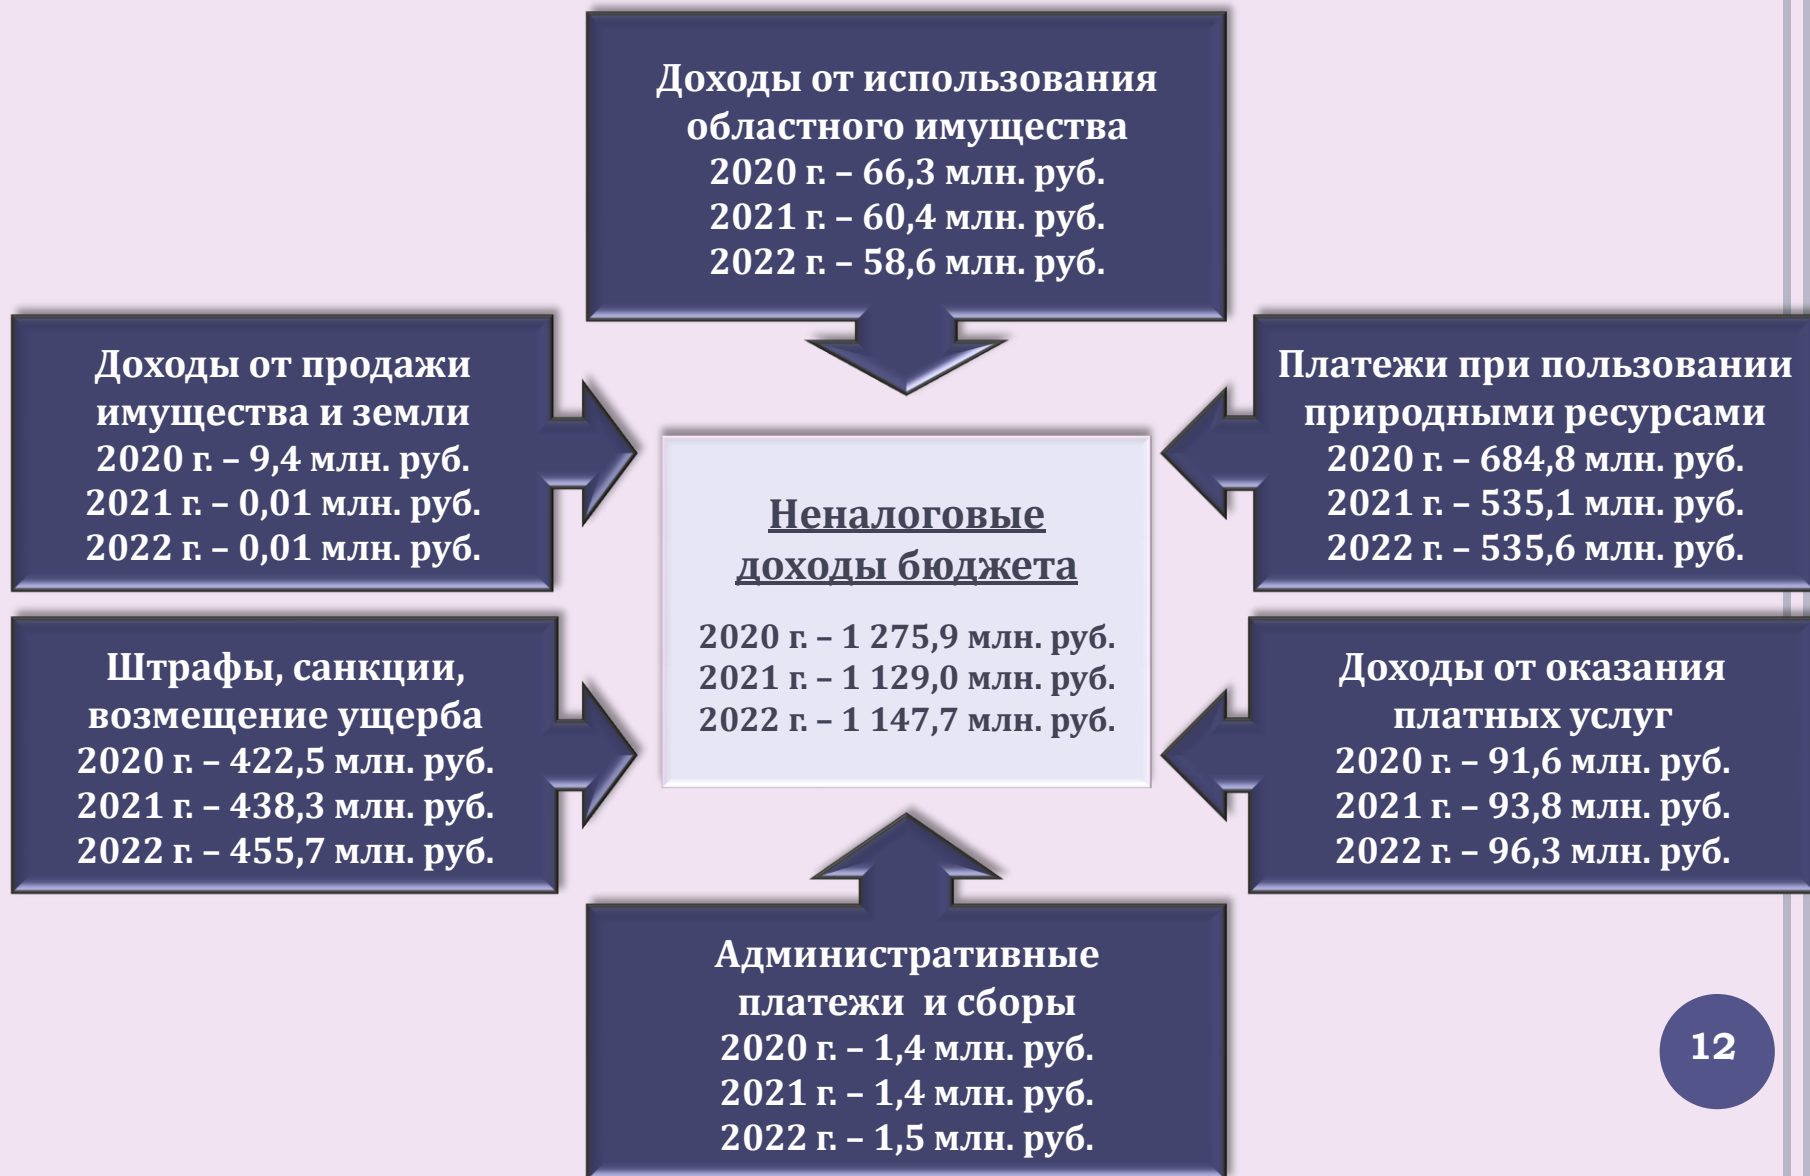 Доходы от использования
областного имущества
2020 г. – 66,3 млн. руб.
2021 г. – 60,4 млн. руб.
2022 г. – 58,6 млн. руб.
Доходы от продажи
имущества и земли
2020 г. – 9,4 млн. руб.
2021 г. – 0,01 млн. руб.
2022 г. – 0,01 млн. руб.
Платежи при пользовании
природными ресурсами
2020 г. – 684,8 млн. руб.
2021 г. – 535,1 млн. руб.
2022 г. – 535,6 млн. руб.
Неналоговые
доходы бюджета
2020 г. – 1 275,9 млн. руб.
2021 г. – 1 129,0 млн. руб.
2022 г. – 1 147,7 млн. руб.
Штрафы, санкции,
возмещение ущерба
2020 г. – 422,5 млн. руб.
2021 г. – 438,3 млн. руб.
2022 г. – 455,7 млн. руб.
Доходы от оказания
платных услуг
2020 г. – 91,6 млн. руб.
2021 г. – 93,8 млн. руб.
2022 г. – 96,3 млн. руб.
Административные
платежи и сборы
2020 г. – 1,4 млн. руб.
2021 г. – 1,4 млн. руб.
2022 г. – 1,5 млн. руб.
12